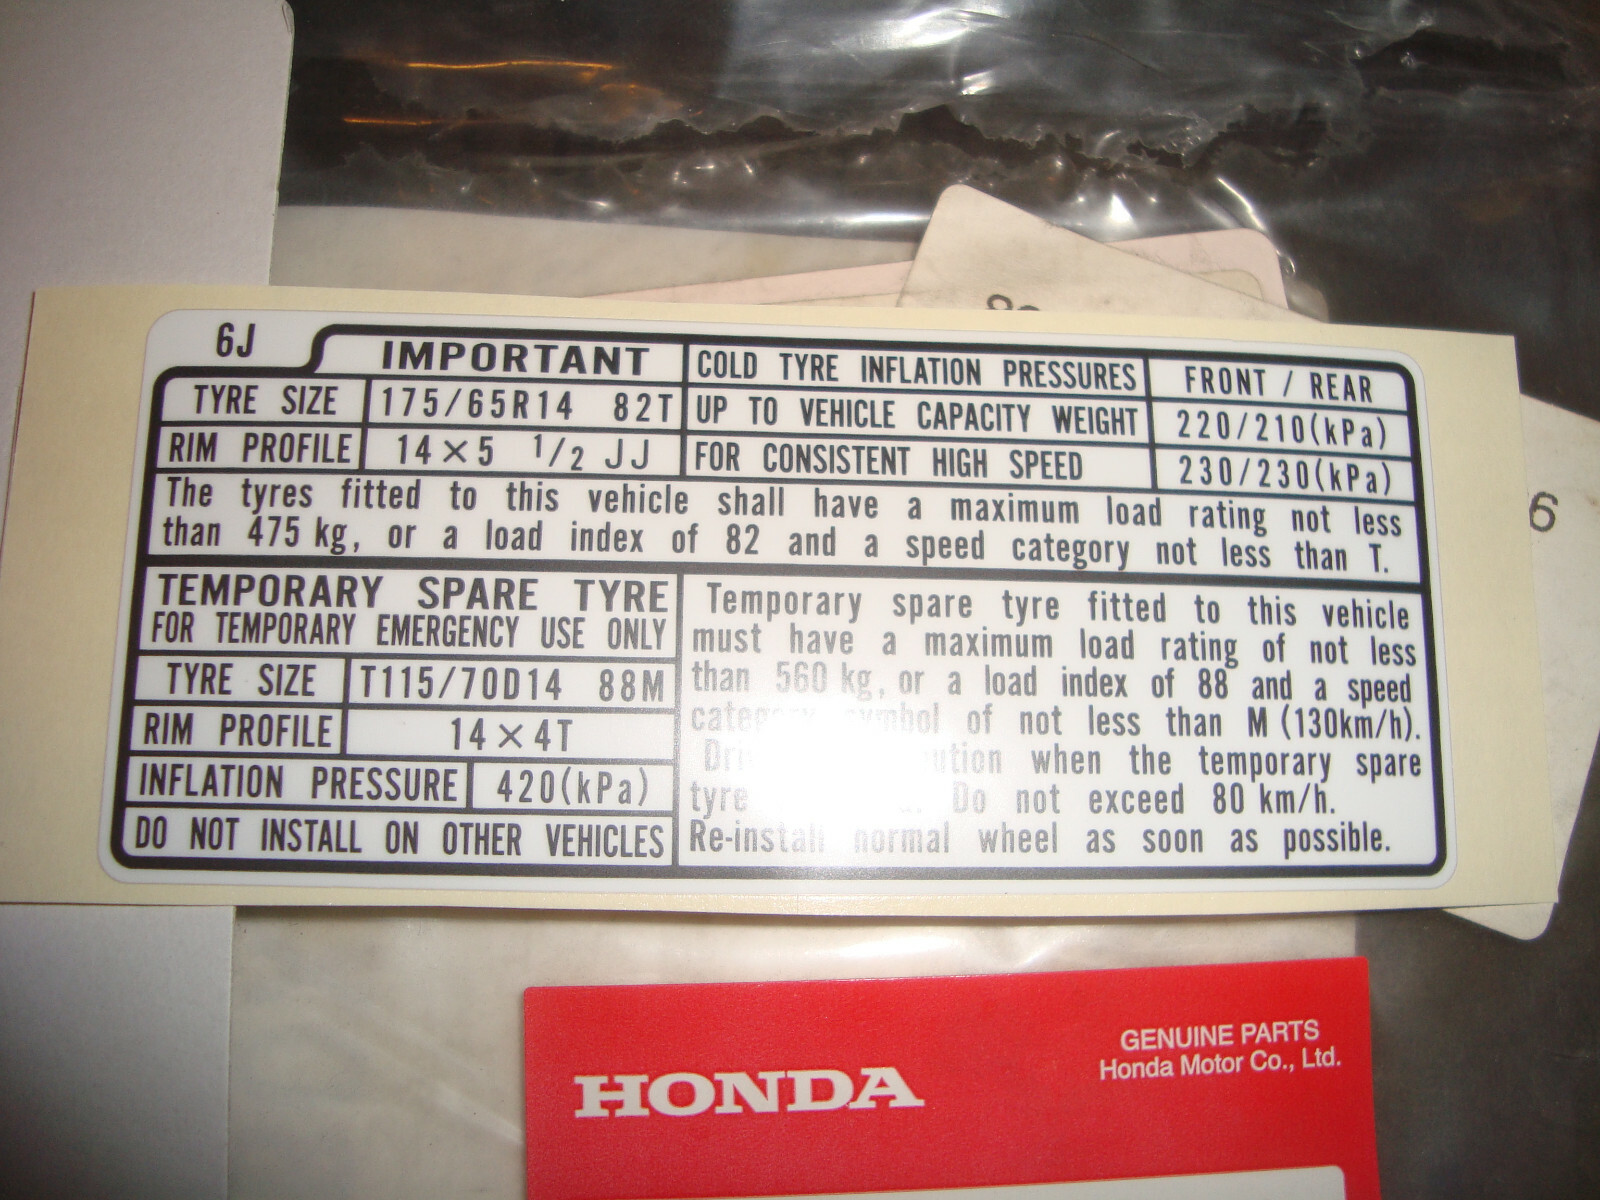 6J
IMPORTANT
COLD TYRE INFLATION PRESSURES
FRONT / REAR
TYRE SIZE
175/65R14 82T
UP TO VEHICLE CAPACITY WEIGHT
220/210(kPa)
RIM PROFILE
14×5 1/2 JJ
FOR CONSISTENT HIGH SPEED
230/230(kPa)
The tyres fitted to this vehicle shall have a maximum load rating not less
than 475 kg, or a load index of 82 and a speed category not less than T.
TEMPORARY SPARE TYRE
FOR TEMPORARY EMERGENCY USE ONLY
TYRE SIZE
T115/70D14 88M
RIM PROFILE
14×4T
INFLATION PRESSURE
420(kPa)
DO NOT INSTALL ON OTHER VEHICLES
Temporary spare tyre fitted to this vehicle
must have a maximum load rating of not less
than 560 kg, or a load index of 88 and a speed
category symbol of not less than M (130km/h).
when the temporary spare
tyre Do not exceed 80 km/h.
Re-install normal wheel as soon as possible.
6
HONDA
GENUINE PARTS
Honda Motor Co., Ltd.